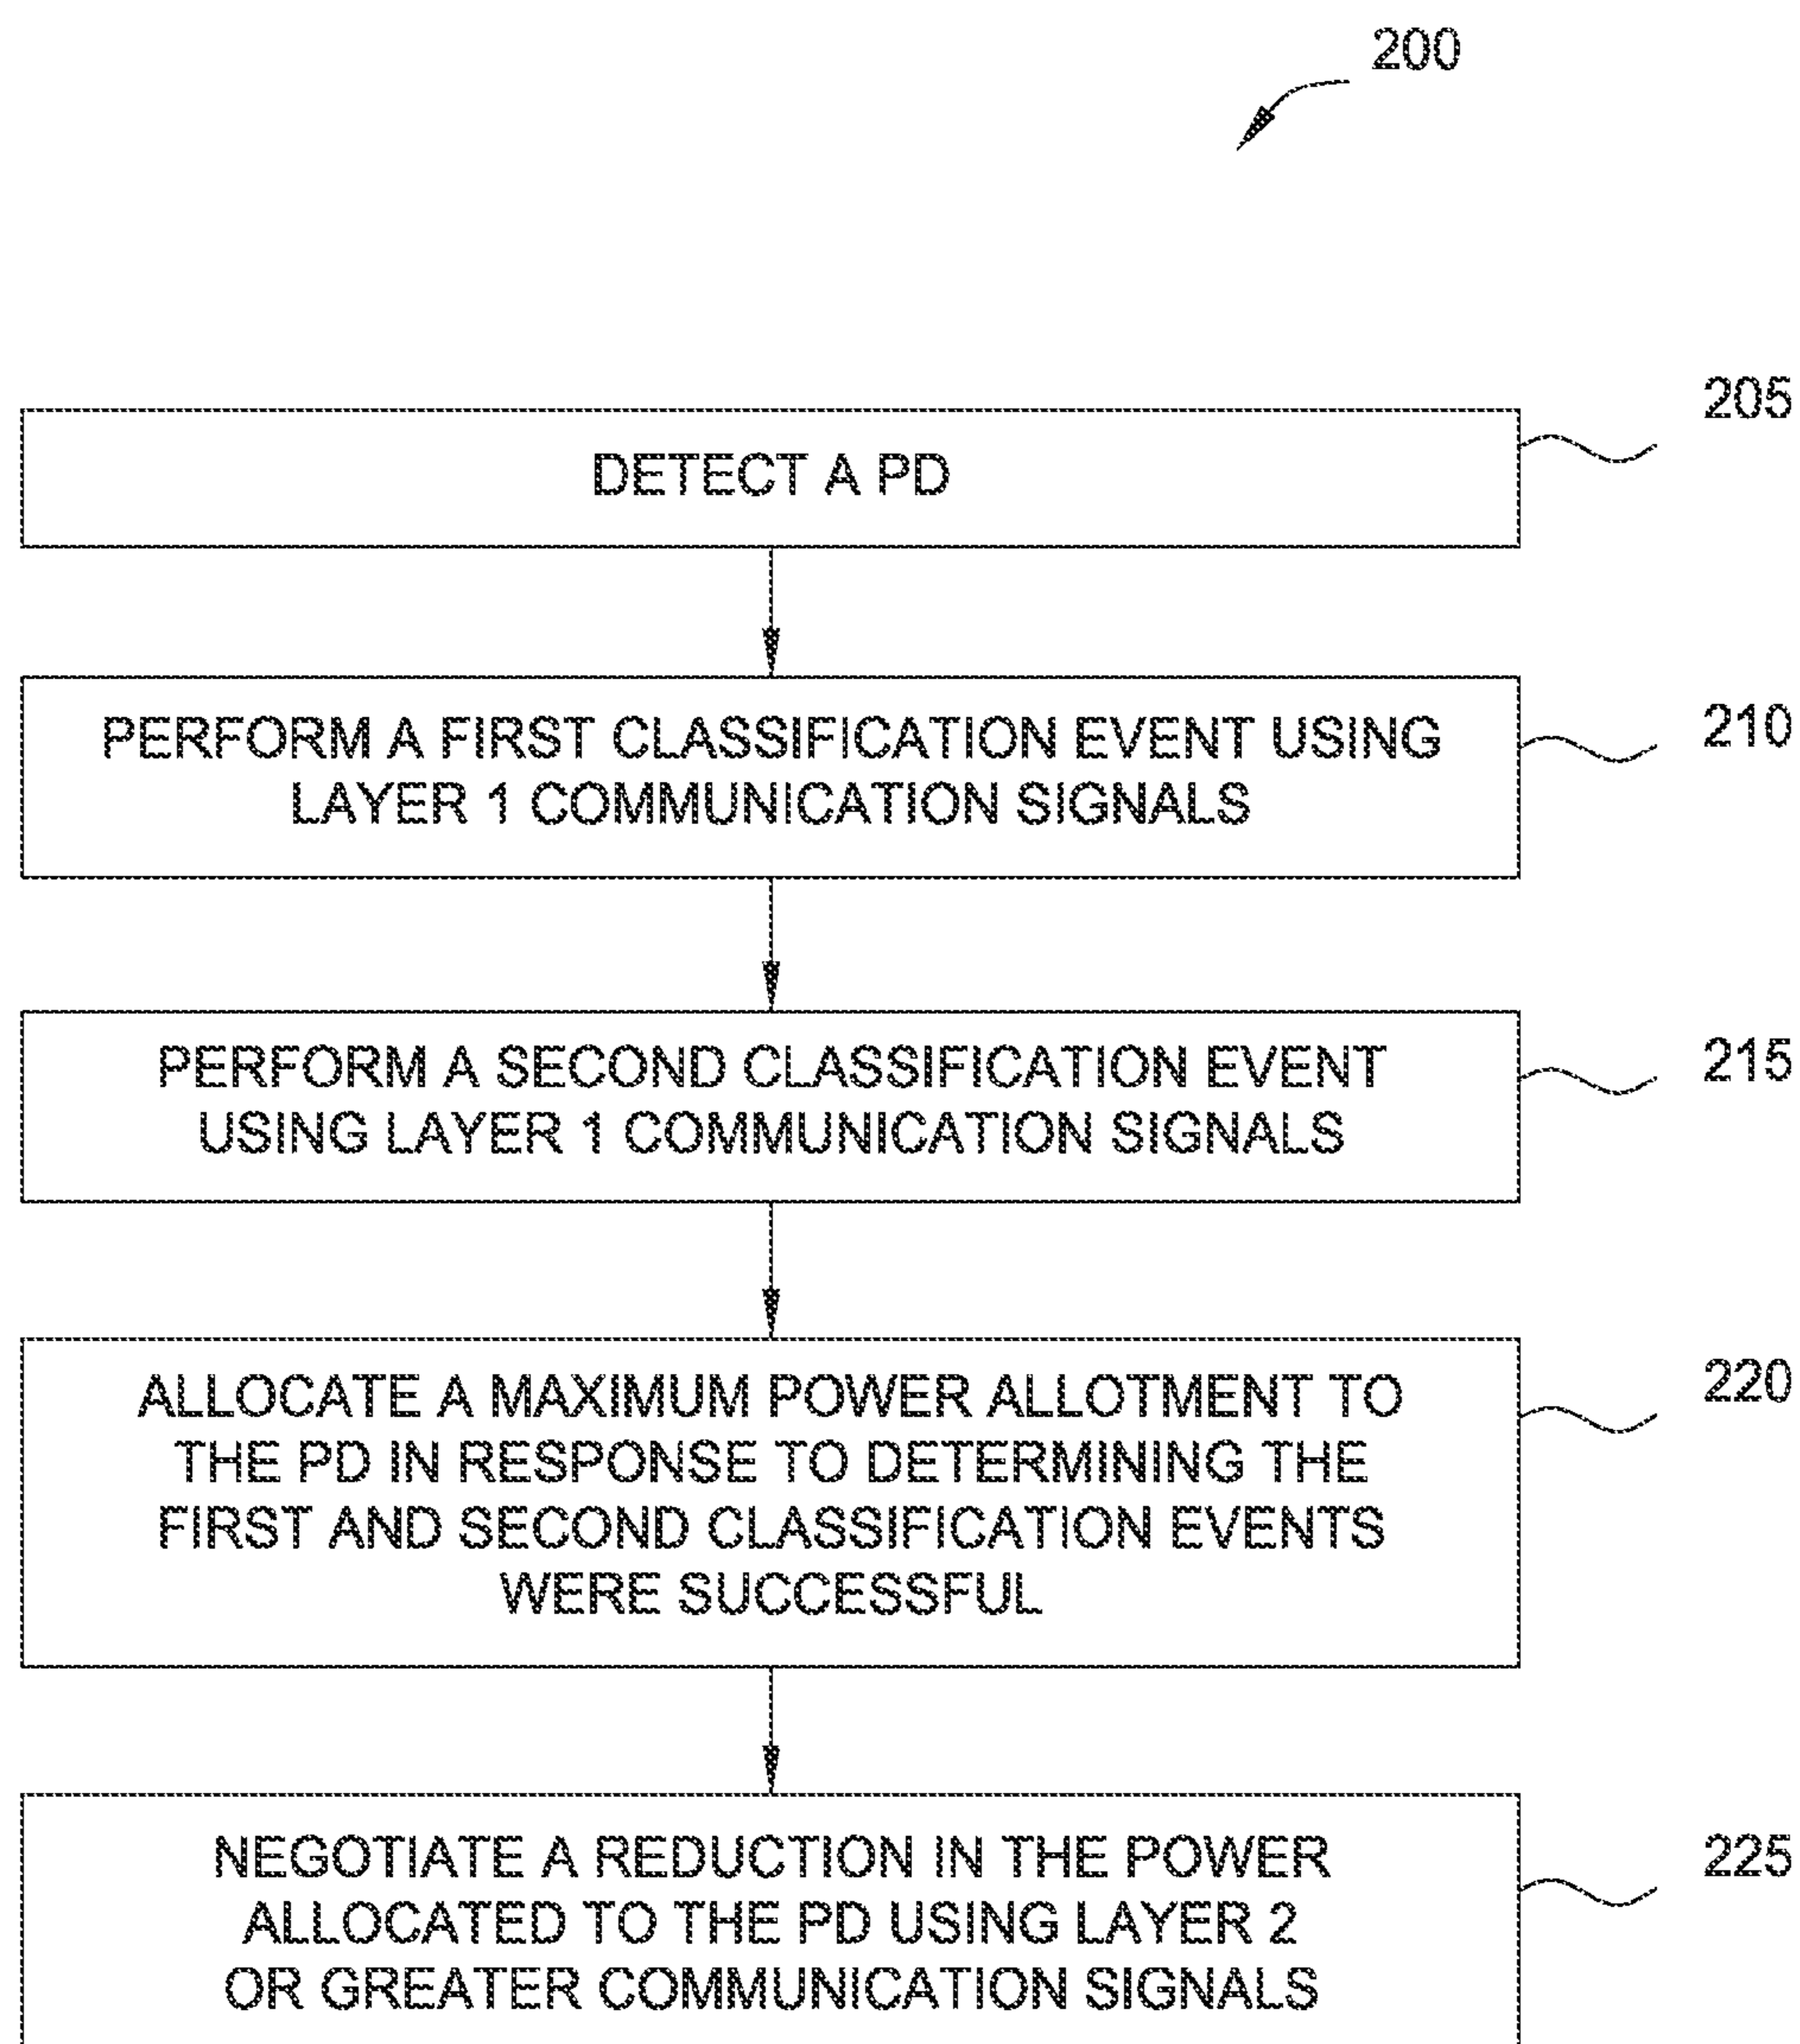 200
205
DETECT A PD
210
PERFORM A FIRST CLASSIFICATION EVENT USING
LAYER 1 COMMUNICATION SIGNALS
215
PERFORM A SECOND CLASSIFICATION EVENT
USING LAYER 1 COMMUNICATION SIGNALS
220
ALLOCATE A MAXIMUM POWER ALLOTMENT TO
THE PD IN RESPONSE TO DETERMINING THE
FIRST AND SECOND CLASSIFICATION EVENTS
WERE SUCCESSFUL
225
NEGOTIATE A REDUCTION IN THE POWER
ALLOCATED TO THE PD USING LAYER 2
OR GREATER COMMUNICATION SIGNALS